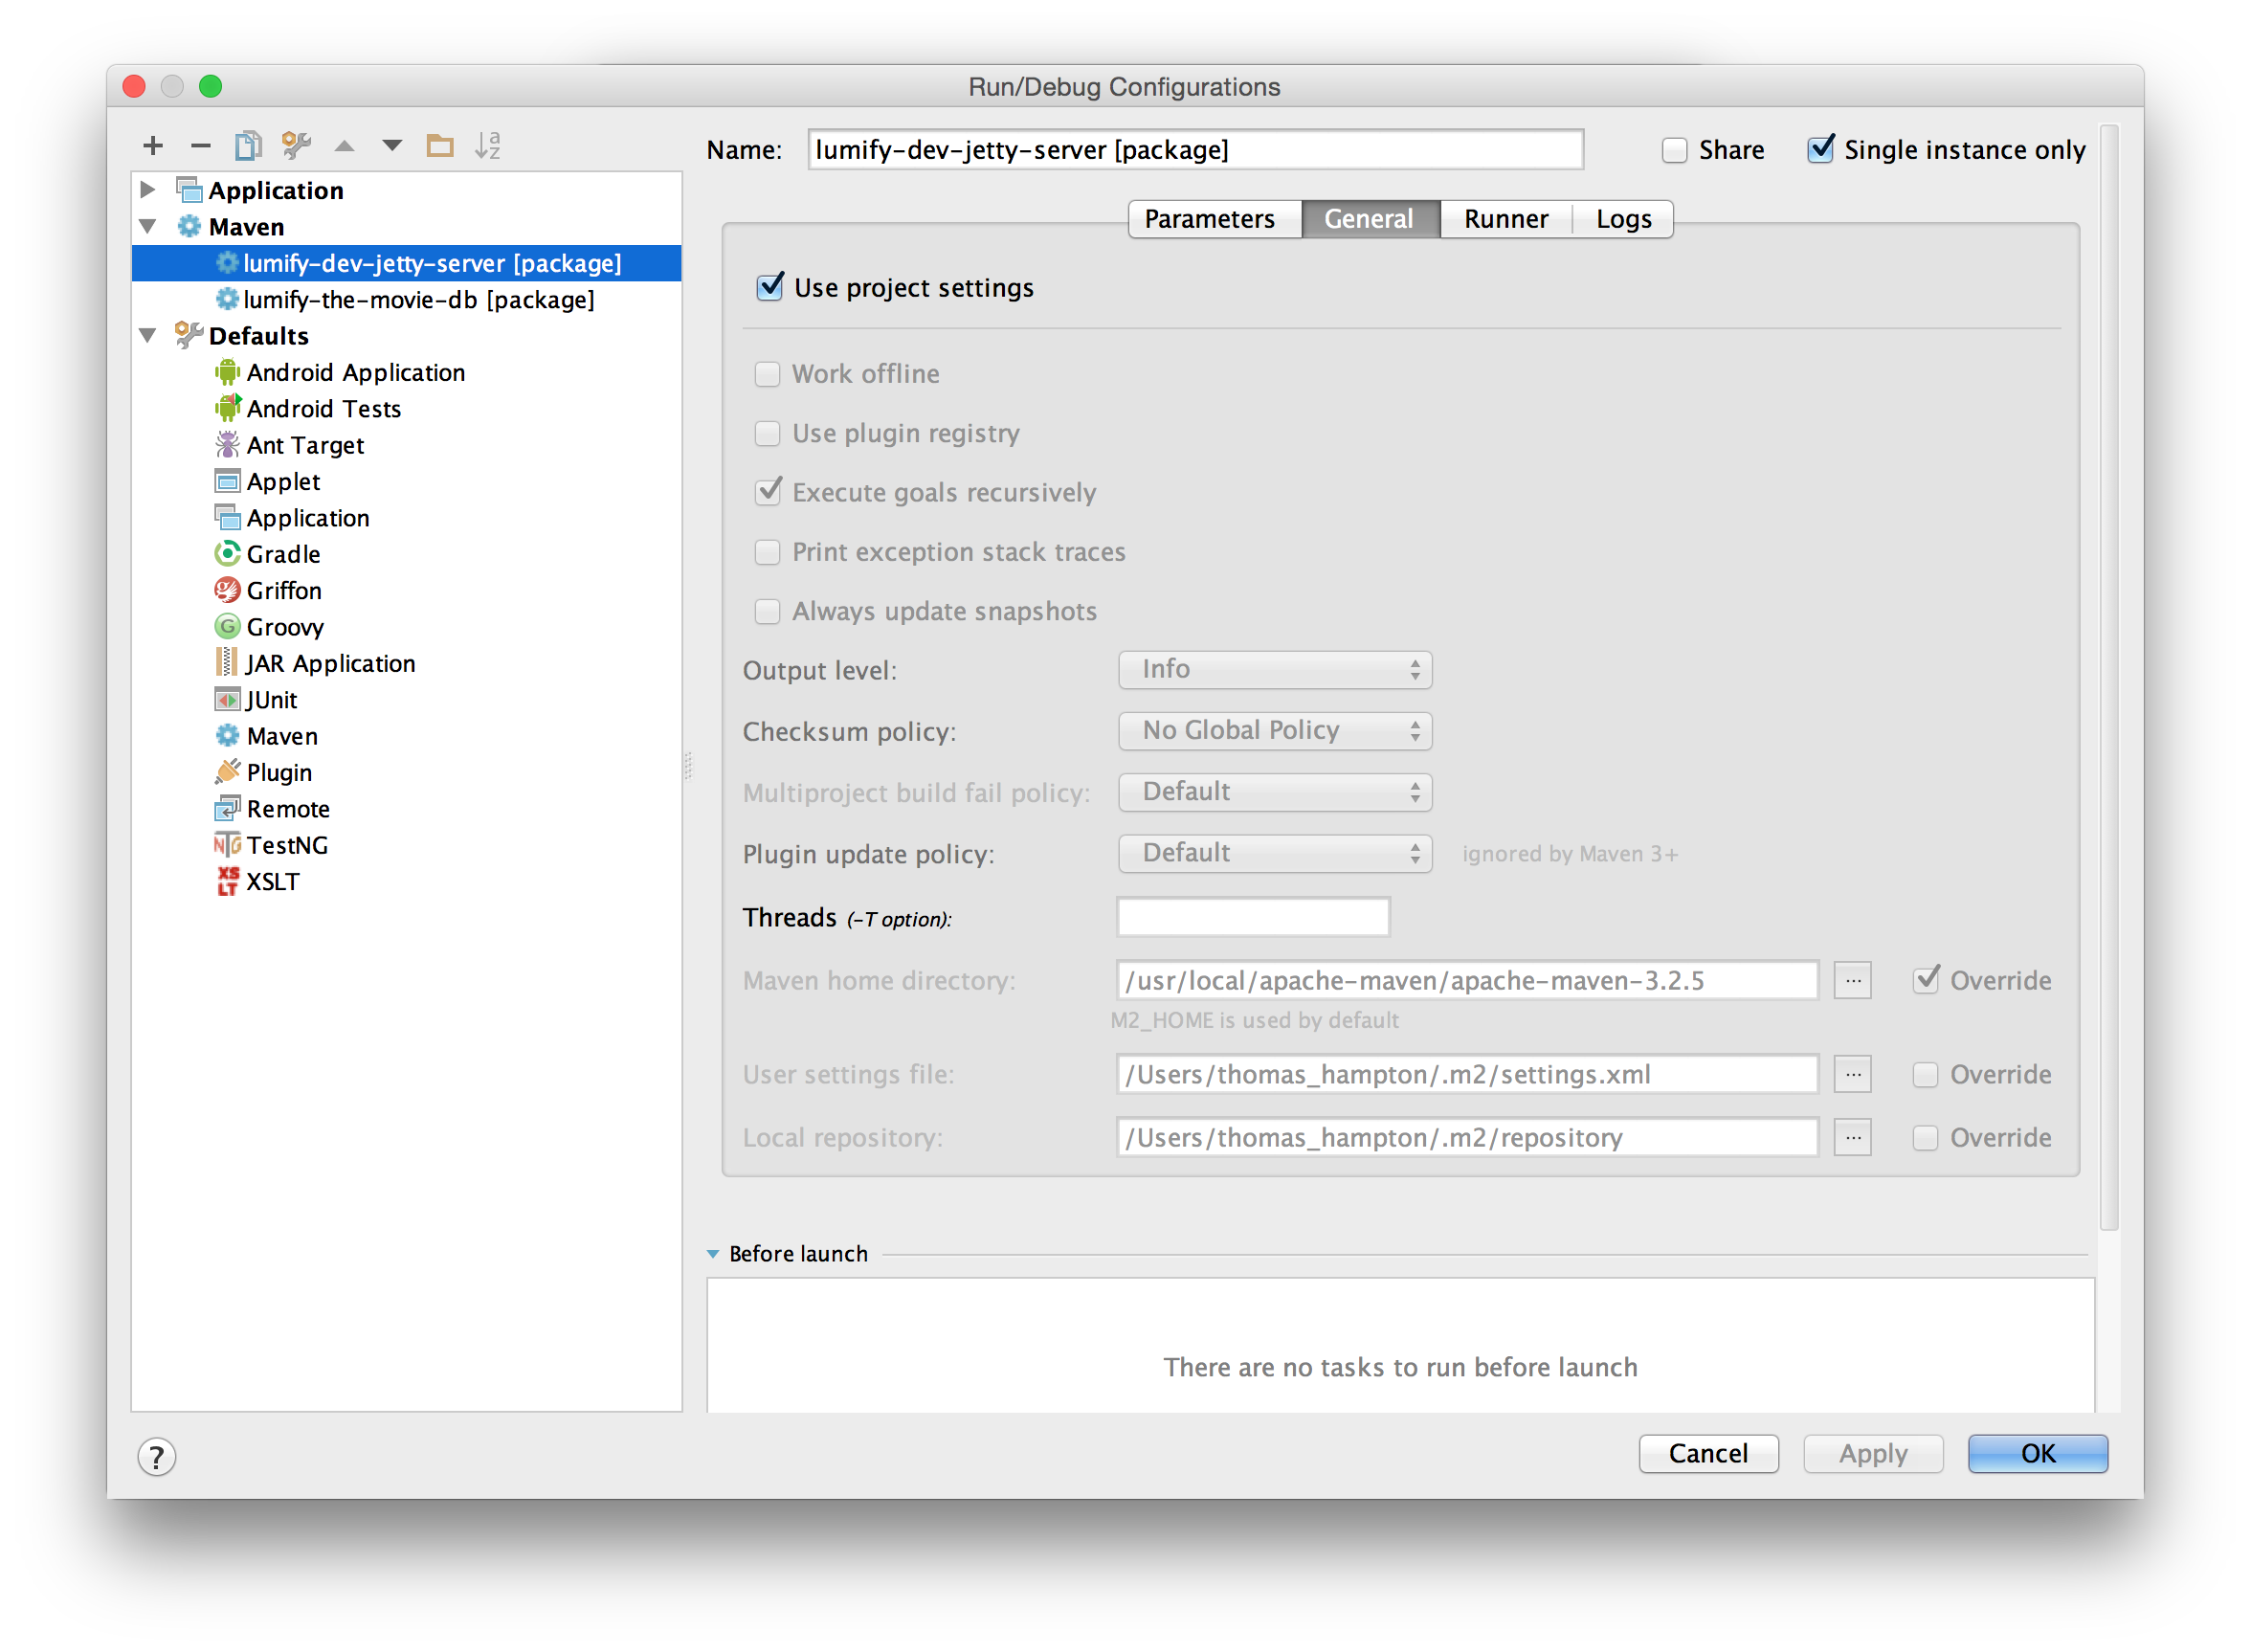 Run/Debug Configurations
Name: lumify-dev-jetty-server [package] Share Single instance only
Application
Maven
lumify-dev-jetty-server [package]
lumify-the-movie-db [package]
Defaults
Android Application
Android Tests
Ant Target
Applet
Application
Gradle
Griffon
Groovy
JAR Application
JUnit
Maven
Plugin
Remote
TestNG
XSLT
Parameters General Runner Logs
Use project settings
Work offline
Use plugin registry
Execute goals recursively
Print exception stack traces
Always update snapshots
Output level: Info
Checksum policy: No Global Policy
Multiproject build fail policy: Default
Plugin update policy: Default ignored by Maven 3+
Threads (-T option):
Maven home directory: /usr/local/apache-maven/apache-maven-3.2.5 ... Override
M2_HOME is used by default
User settings file: /Users/thomas_hampton/.m2/settings.xml ... Override
Local repository: /Users/thomas_hampton/.m2/repository ... Override
Before launch
There are no tasks to run before launch
? Cancel Apply OK